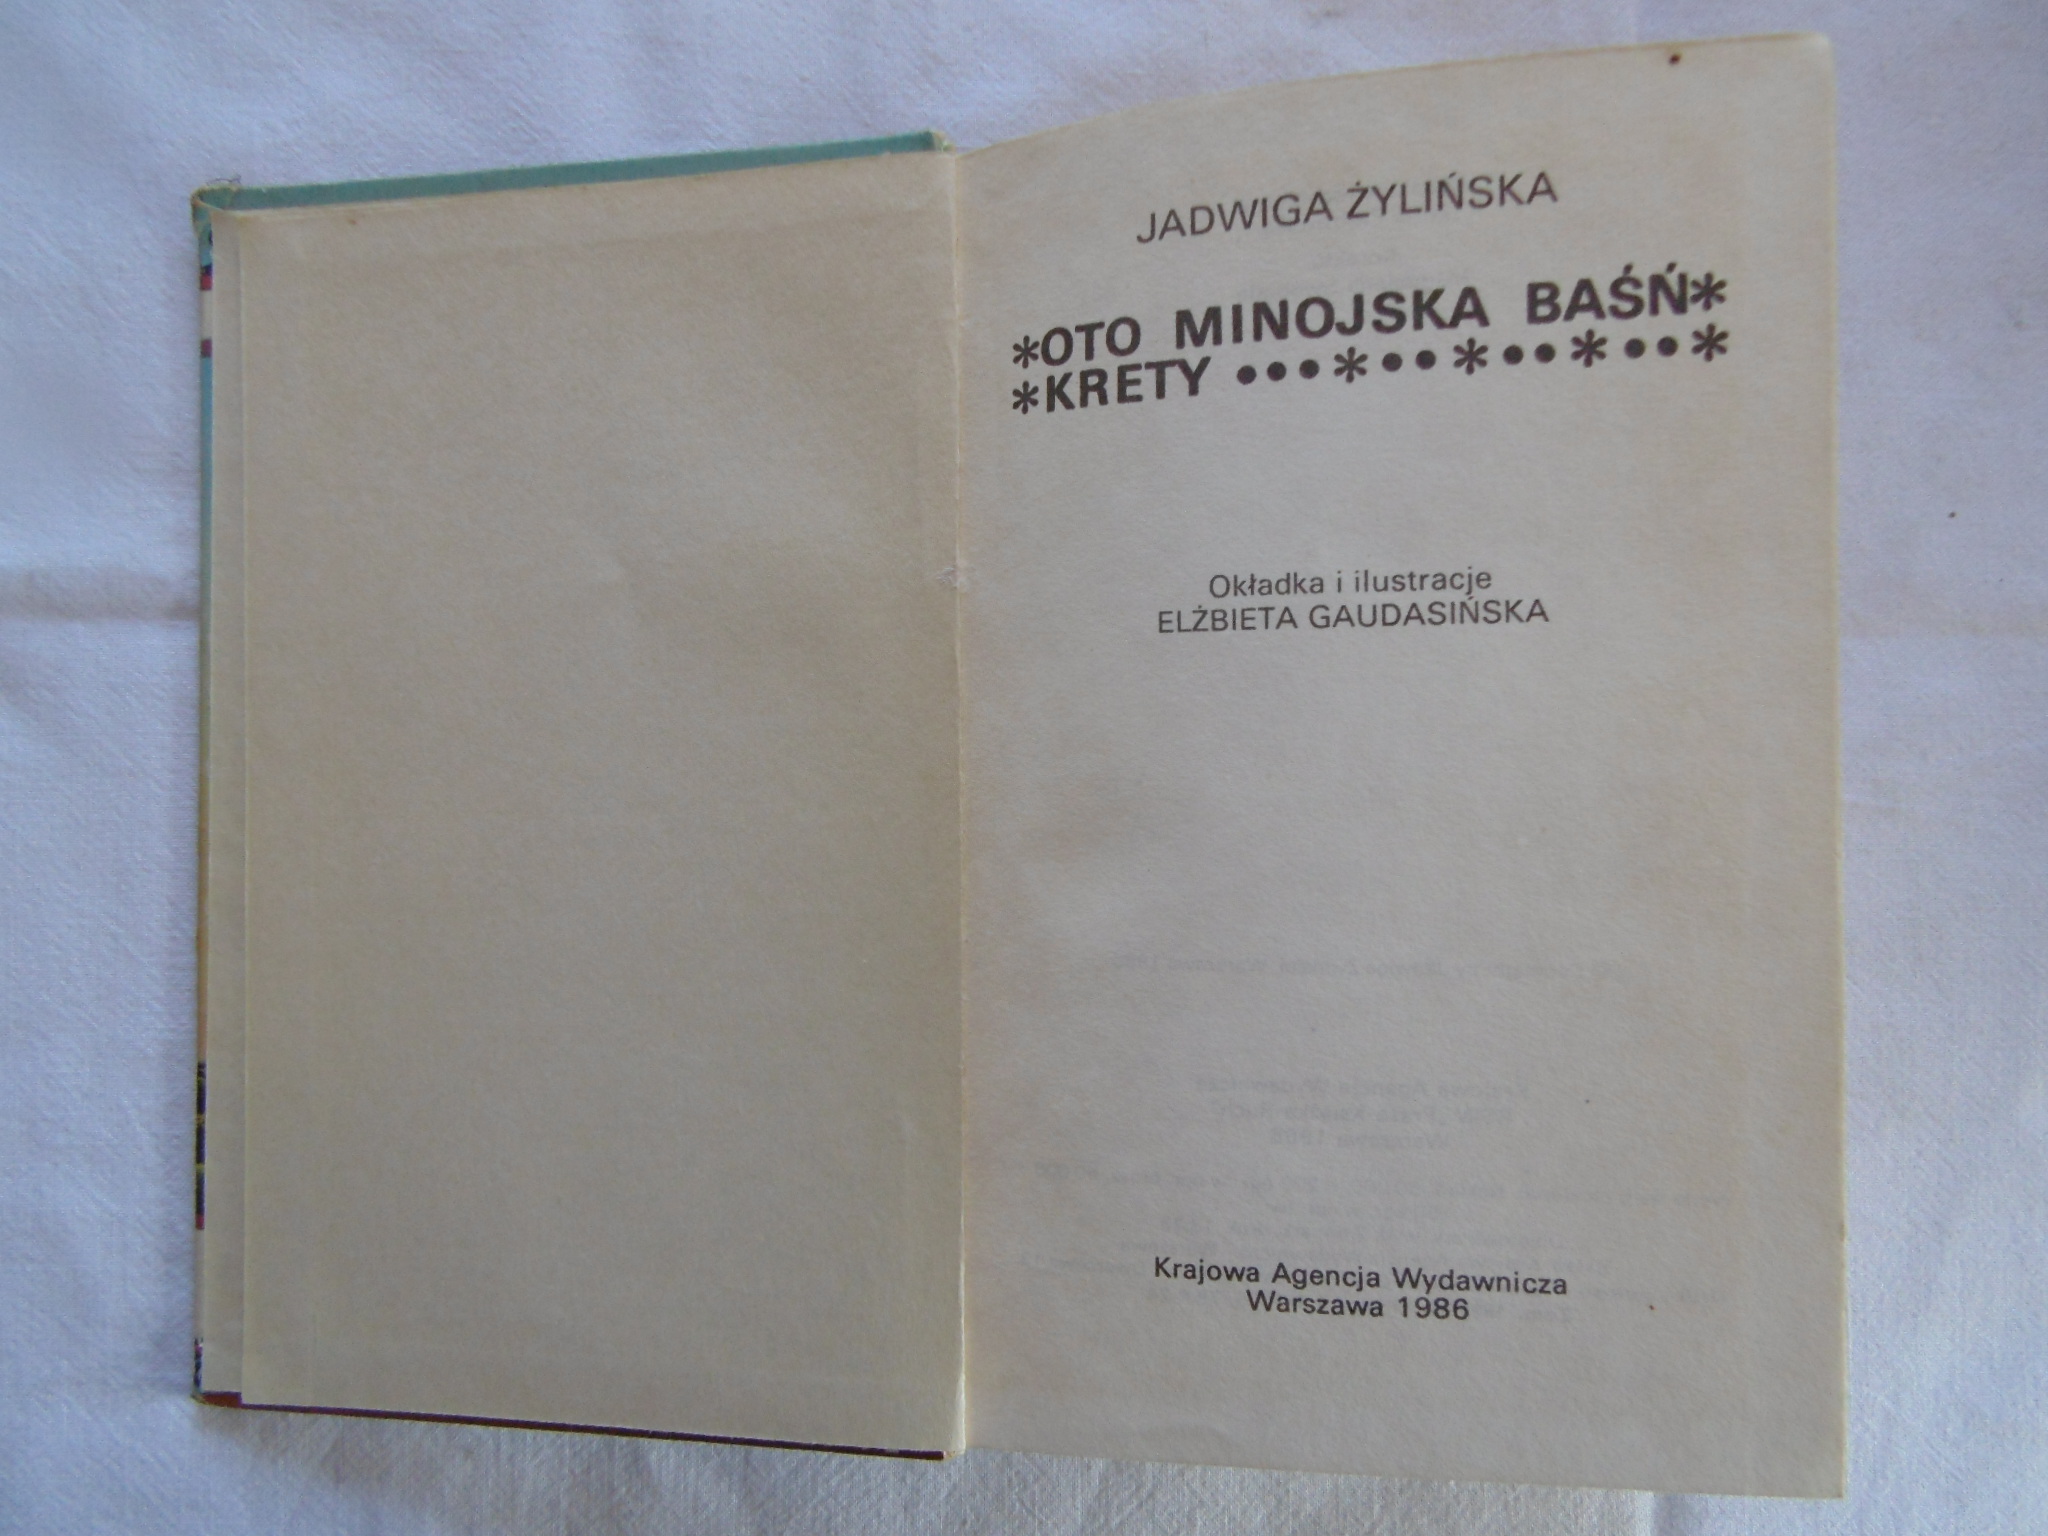 JADWIGA ŻYLIŃSKA
*OTO MINOJSKA BAŚŃ*
*KRETY •••*••*••*••*
Okładka i ilustracje
ELŻBIETA GAUDASIŃSKA
Krajowa Agencja Wydawnicza
Warszawa 1986